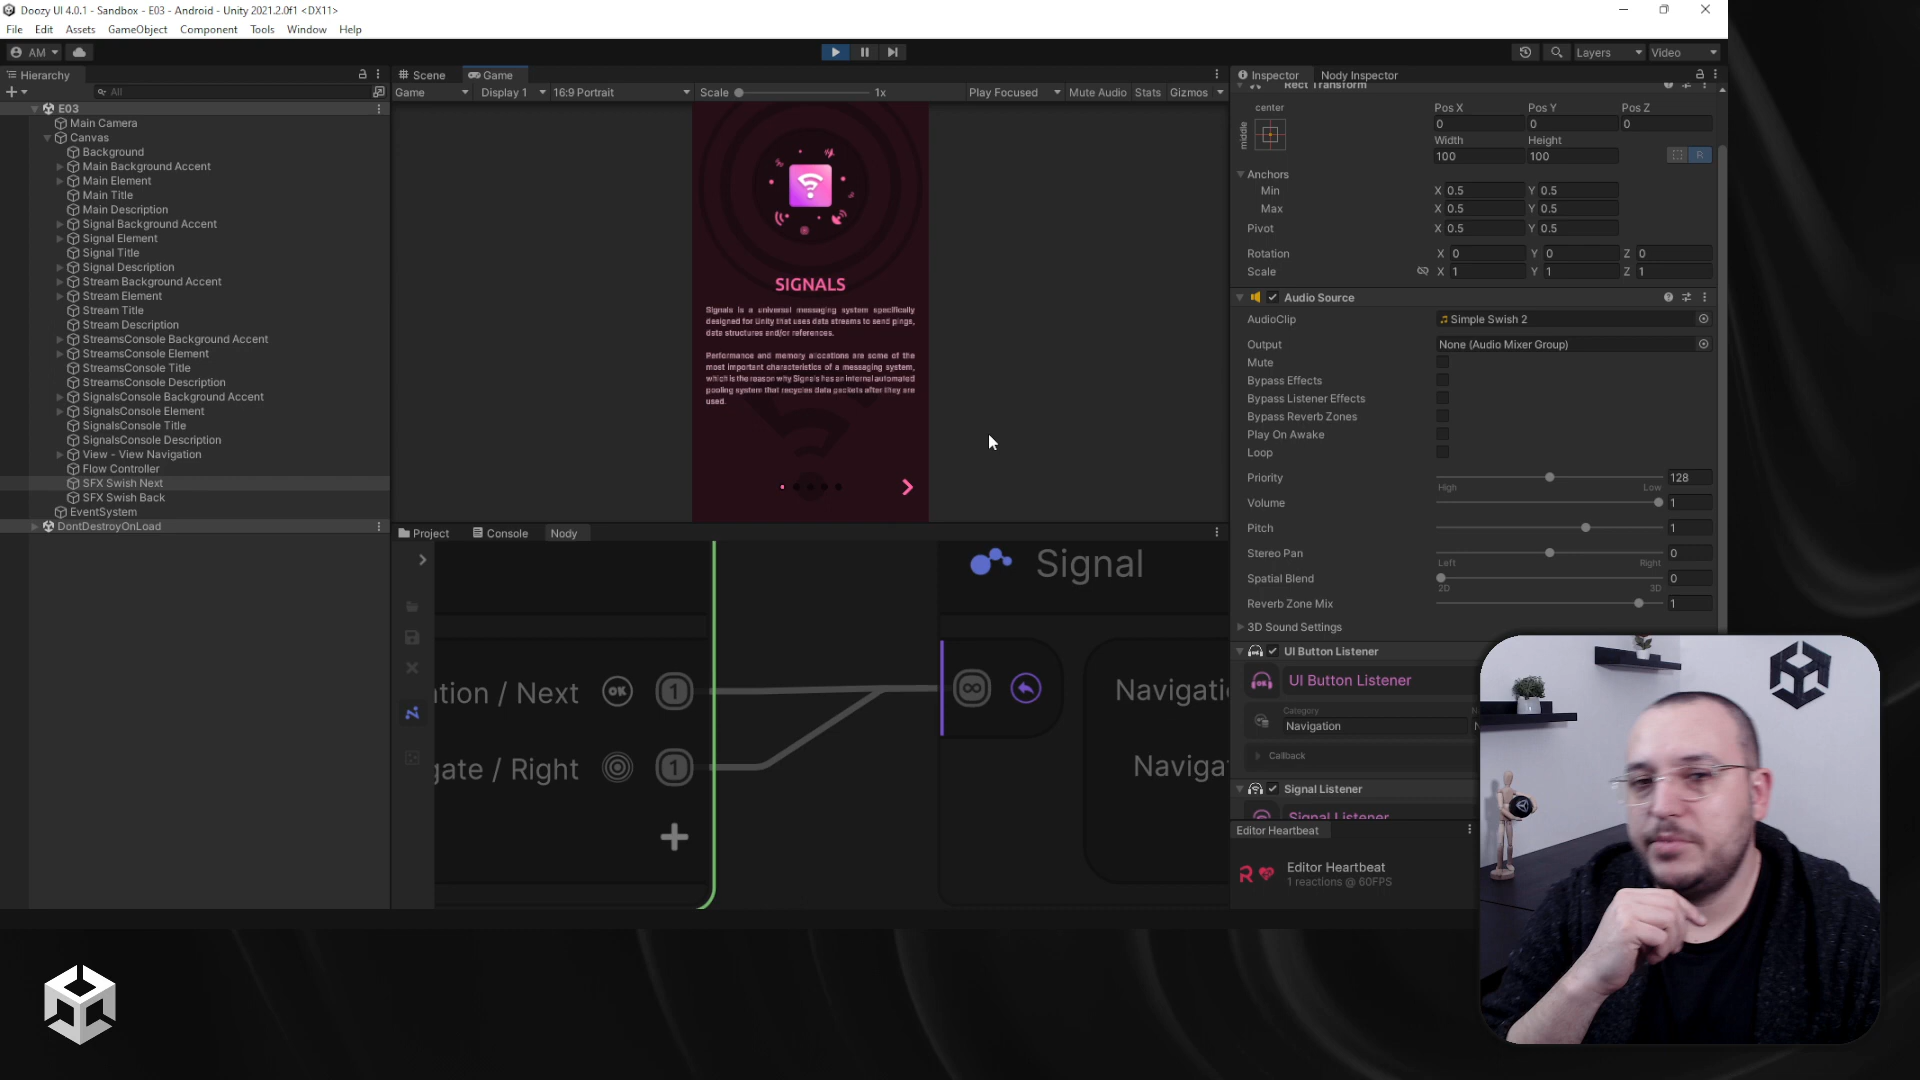 Doozy UI 4.0.1 - Sandbox - E03 - Android - Unity 2021.2.0f1 <DX11>
File Edit Assets GameObject Component Tools Window Help
AM Layers Video
Hierarchy
All
E03
Main Camera
Canvas
Background
Main Background Accent
Main Element
Main Title
Main Description
Signal Background Accent
Signal Element
Signal Title
Signal Description
Stream Background Accent
Stream Element
Stream Title
Stream Description
StreamsConsole Background Accent
StreamsConsole Element
StreamsConsole Title
StreamsConsole Description
SignalsConsole Background Accent
SignalsConsole Element
SignalsConsole Title
SignalsConsole Description
View - View Navigation
Flow Controller
SFX Swish Next
SFX Swish Back
EventSystem
DontDestroyOnLoad
Scene Game
Game Display 1 16:9 Portrait Scale 1x Play Focused Mute Audio Stats Gizmos
SIGNALS
Signals is a universal messaging system specifically
designed for Unity that uses data streams to send pings,
data structures and/or references.
Performance and memory allocations are some of the
most important characteristics of a messaging system,
which is the reason why Signals has an internal automated
pooling system that recycles data packets after they are
used.
Project Console Nody
Signal
ation / Next OK 1
gate / Right 1
Navigati
Naviga
Inspector Nody Inspector
Rect Transform
center
middle
Pos X Pos Y Pos Z
0 0 0
Width Height
100 100 R
Anchors
Min X 0.5 Y 0.5
Max X 0.5 Y 0.5
Pivot X 0.5 Y 0.5
Rotation X 0 Y 0 Z 0
Scale X 1 Y 1 Z 1
Audio Source
AudioClip Simple Swish 2
Output None (Audio Mixer Group)
Mute
Bypass Effects
Bypass Listener Effects
Bypass Reverb Zones
Play On Awake
Loop
Priority 128
High Low
Volume 1
Pitch 1
Stereo Pan 0
Left Right
Spatial Blend 0
2D 3D
Reverb Zone Mix 1
3D Sound Settings
UI Button Listener
UI Button Listener
Category N
Navigation N
Callback
Signal Listener
Signal Listener
Editor Heartbeat
R Editor Heartbeat
1 reactions @ 60FPS